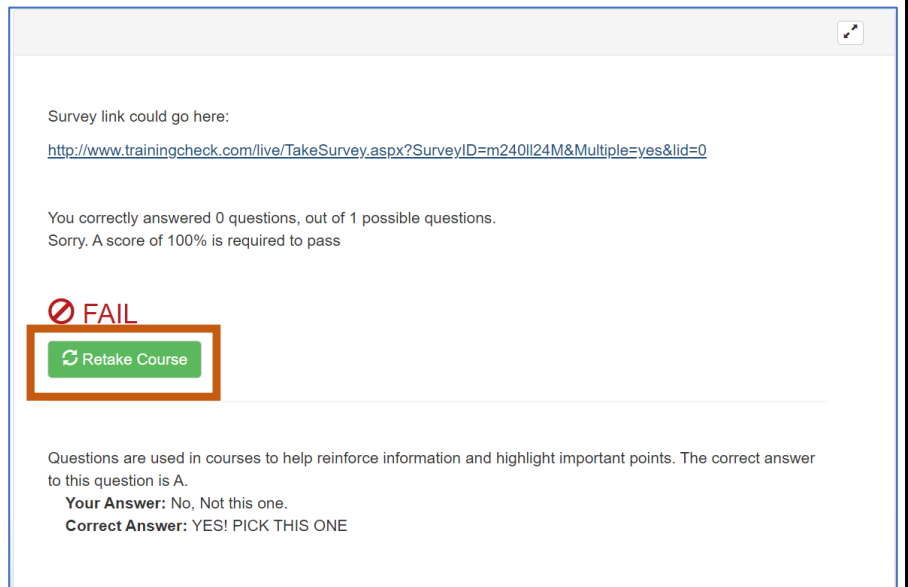 Survey link could go here:
http://www.trainingcheck.com/live/TakeSurvey.aspx?SurveyID=m240ll24M&Multiple=yes&lid=0
You correctly answered 0 questions, out of 1 possible questions.
Sorry. A score of 100% is required to pass
FAIL
Retake Course
Questions are used in courses to help reinforce information and highlight important points. The correct answer
to this question is A.
Your Answer: No, Not this one.
Correct Answer: YES! PICK THIS ONE